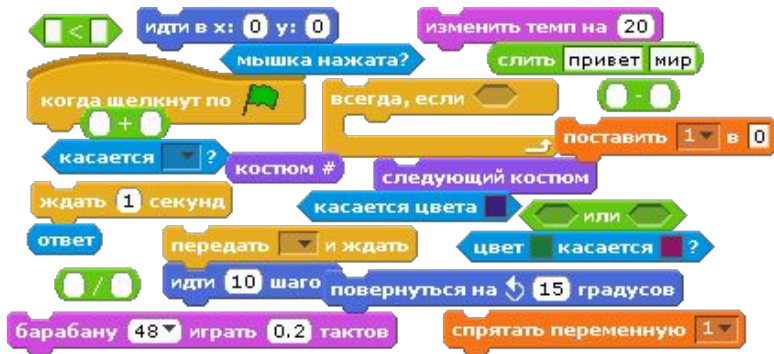 <
идти в x: 0 y: 0
изменить темп на 20
мышка нажата?
слить привет мир
когда щелкнут по
всегда, если
-
+
поставить 1 в 0
касается ?
костюм #
следующий костюм
ждать 1 секунд
касается цвета
или
ответ
передать и ждать
цвет касается ?
/
идти 10 шаго
повернуться на 15 градусов
барабану 48 играть 0.2 тактов
спрятать переменную 1